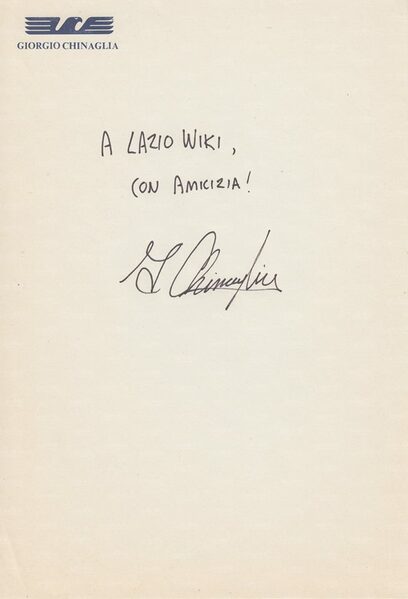 GIORGIO CHINAGLIA
A LAZIO WIKI,
CON AMICIZIA!
G Chinaglia